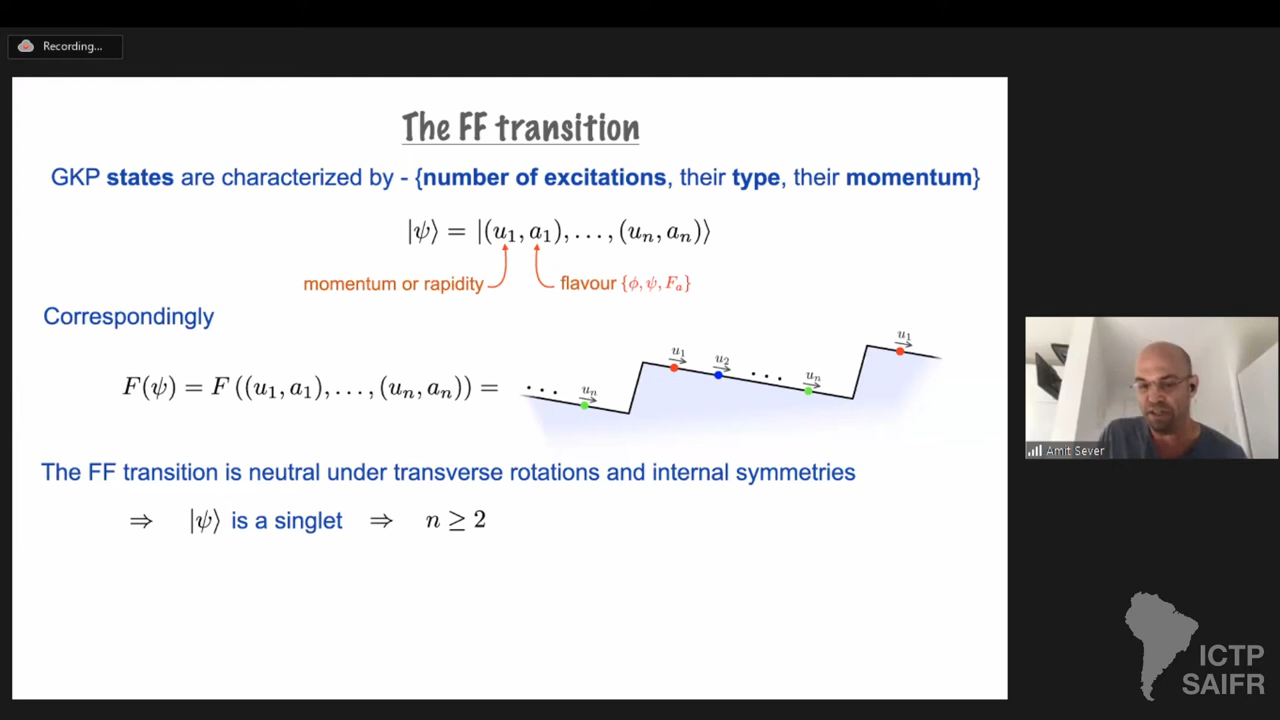 Recording...
The FF transition
GKP states are characterized by - {number of excitations, their type, their momentum}
|ψ⟩ = |(u₁, a₁), . . . , (uₙ, aₙ)⟩
momentum or rapidity
flavour {ϕ, ψ, Fₐ}
Correspondingly
F(ψ) = F ((u₁, a₁), . . . , (uₙ, aₙ)) =
. . . uₙ u₁ u₂ . . . uₙ u₁
The FF transition is neutral under transverse rotations and internal symmetries
⇒ |ψ⟩ is a singlet ⇒ n ≥ 2
Amit Sever
ICTP
SAIFR